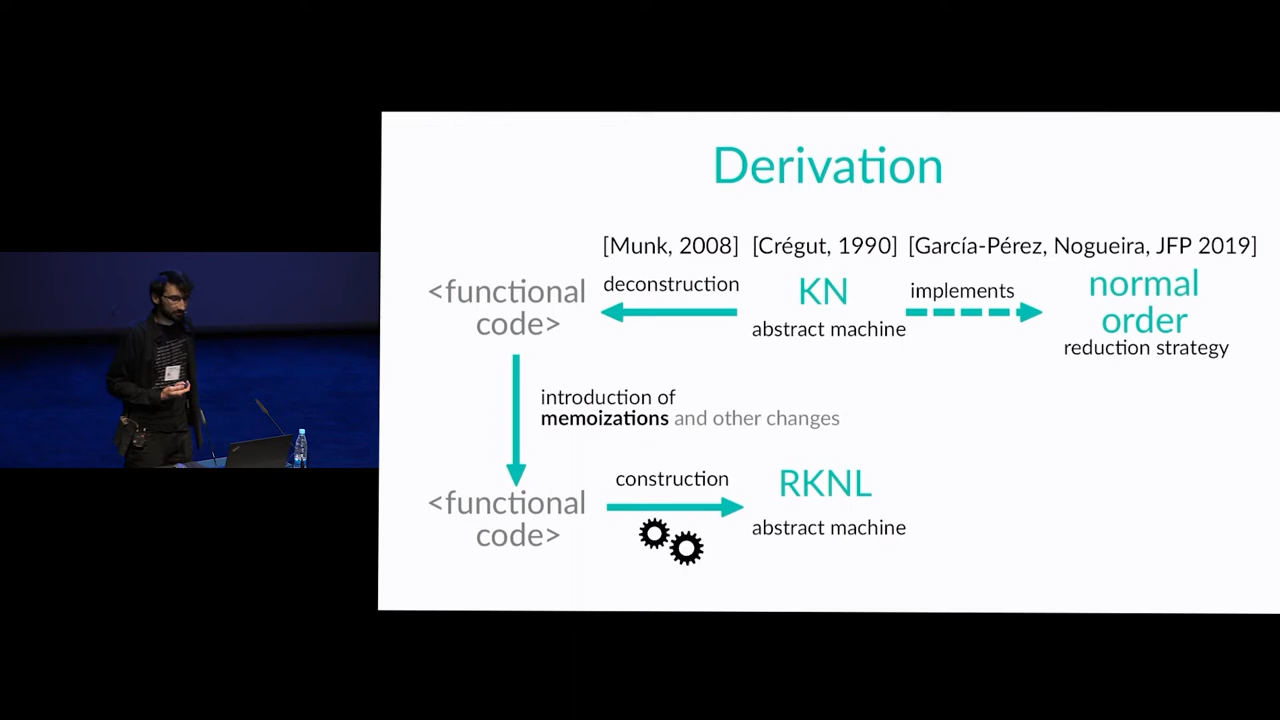 Derivation
[Munk, 2008] [Crégut, 1990] [García-Pérez, Nogueira, JFP 2019]
<functional
code>
deconstruction
KN
abstract machine
implements
normal
order
reduction strategy
introduction of
memoizations and other changes
<functional
code>
construction
RKNL
abstract machine